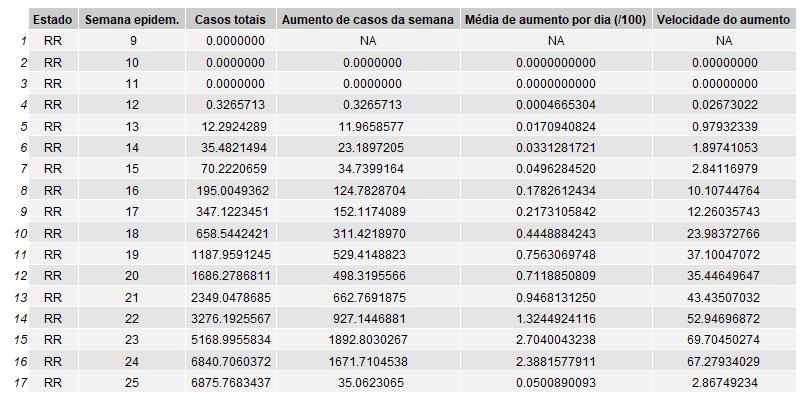 Estado Semana epidem. Casos totais Aumento de casos da semana Média de aumento por dia (/100) Velocidade do aumento
1 RR 9 0.0000000 NA NA NA
2 RR 10 0.0000000 0.0000000 0.0000000000 0.00000000
3 RR 11 0.0000000 0.0000000 0.0000000000 0.00000000
4 RR 12 0.3265713 0.3265713 0.0004665304 0.02673022
5 RR 13 12.2924289 11.9658577 0.0170940824 0.97932339
6 RR 14 35.4821494 23.1897205 0.0331281721 1.89741053
7 RR 15 70.2220659 34.7399164 0.0496284520 2.84116979
8 RR 16 195.0049362 124.7828704 0.1782612434 10.10744764
9 RR 17 347.1223451 152.1174089 0.2173105842 12.26035743
10 RR 18 658.5442421 311.4218970 0.4448884243 23.98372766
11 RR 19 1187.9591245 529.4148823 0.7563069748 37.10047072
12 RR 20 1686.2786811 498.3195566 0.7118850809 35.44649647
13 RR 21 2349.0478685 662.7691875 0.9468131250 43.43507032
14 RR 22 3276.1925567 927.1446881 1.3244924116 52.94696872
15 RR 23 5168.9955834 1892.8030267 2.7040043238 69.70450274
16 RR 24 6840.7060372 1671.7104538 2.3881577911 67.27934029
17 RR 25 6875.7683437 35.0623065 0.0500890093 2.86749234